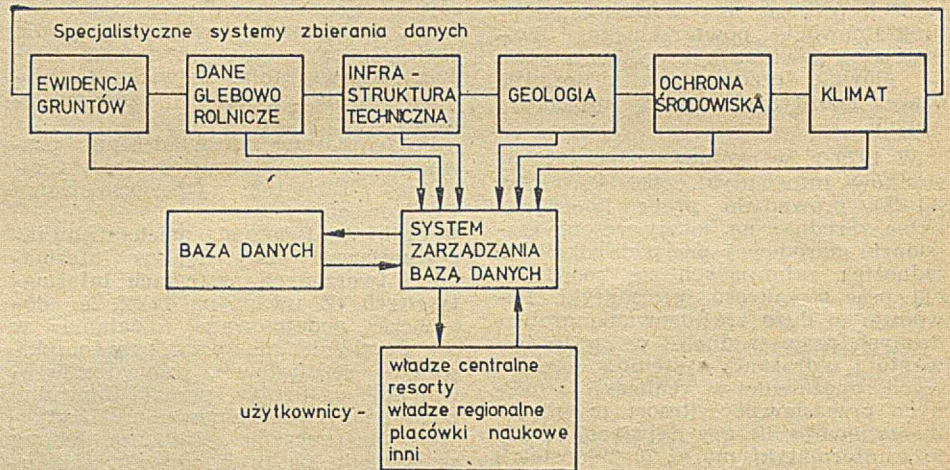 Specjalistyczne systemy zbierania danych
EWIDENCJA
GRUNTÓW
DANE
GLEBOWO
ROLNICZE
INFRA -
STRUKTURA
TECHNICZNA
GEOLOGIA
OCHRONA
ŚRODOWISKA
KLIMAT
BAZA DANYCH
SYSTEM
ZARZĄDZANIA
BAZĄ DANYCH
użytkownicy -
władze centralne
resorty
władze regionalne
placówki naukowe
inni